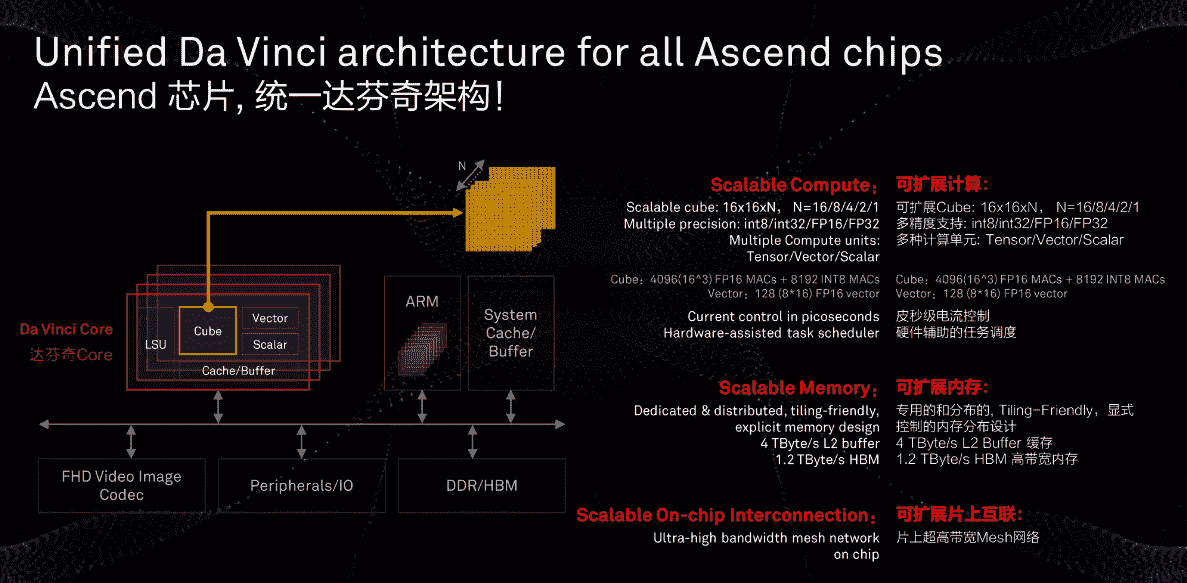 Unified Da Vinci architecture for all Ascend chips
Ascend 芯片, 统一达芬奇架构!
N
Da Vinci Core
达芬奇Core
LSU
Cube
Vector
Scalar
Cache/Buffer
ARM
System
Cache/
Buffer
FHD Video Image
Codec
Peripherals/IO
DDR/HBM
Scalable Compute:
Scalable cube: 16x16xN, N=16/8/4/2/1
Multiple precision: int8/int32/FP16/FP32
Multiple Compute units:
Tensor/Vector/Scalar
Cube: 4096(16^3) FP16 MACs + 8192 INT8 MACs
Vector: 128 (8*16) FP16 vector
Current control in picoseconds
Hardware-assisted task scheduler
可扩展计算:
可扩展Cube: 16x16xN, N=16/8/4/2/1
多精度支持: int8/int32/FP16/FP32
多种计算单元: Tensor/Vector/Scalar
Cube: 4096(16^3) FP16 MACs + 8192 INT8 MACs
Vector: 128 (8*16) FP16 vector
皮秒级电流控制
硬件辅助的任务调度
Scalable Memory:
Dedicated & distributed, tiling-friendly,
explicit memory design
4 TByte/s L2 buffer
1.2 TByte/s HBM
可扩展内存:
专用的和分布的, Tiling-Friendly, 显式
控制的内存分布设计
4 TByte/s L2 Buffer 缓存
1.2 TByte/s HBM 高带宽内存
Scalable On-chip Interconnection:
Ultra-high bandwidth mesh network
on chip
可扩展片上互联:
片上超高带宽Mesh网络